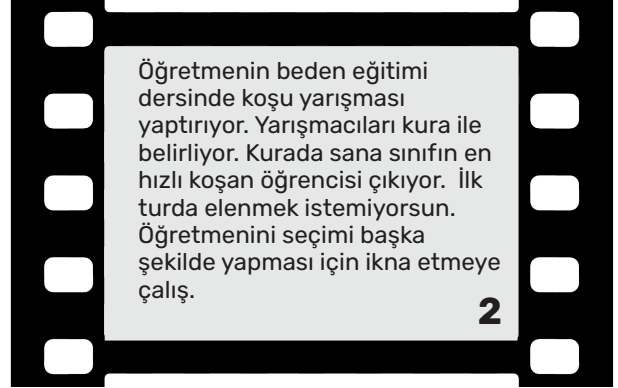 Öğretmenin beden eğitimi
dersinde koşu yarışması
yaptırıyor. Yarışmacıları kura ile
belirliyor. Kurada sana sınıfın en
hızlı koşan öğrencisi çıkıyor.  İlk
turda elenmek istemiyorsun.
Öğretmenini seçimi başka
şekilde yapması için ikna etmeye
çalış.
2